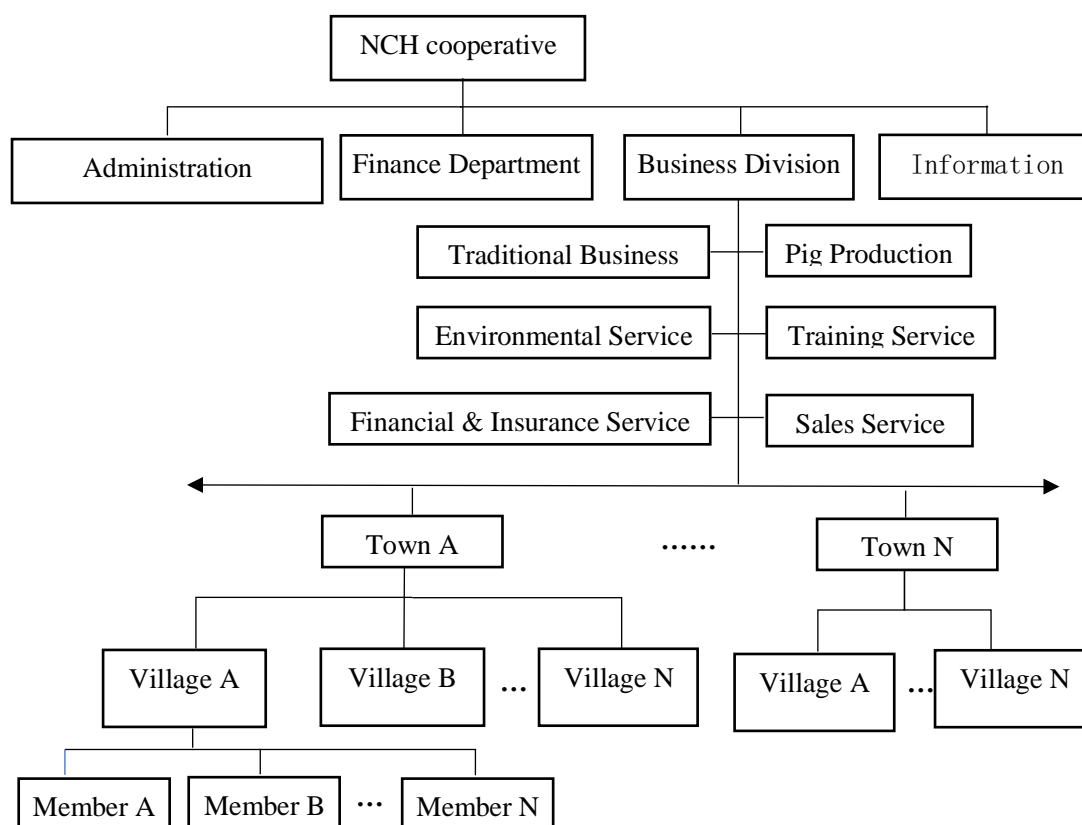 NCH cooperative
Administration
Finance Department
Business Division
Information
Traditional Business
Pig Production
Environmental Service
Training Service
Financial & Insurance Service
Sales Service
Town A
......
Town N
Village A
Village B
...
Village N
Village A
...
Village N
Member A
Member B
...
Member N